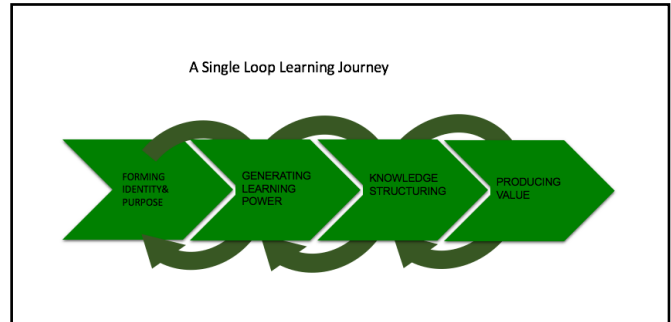 A Single Loop Learning Journey
FORMING
IDENTITY&
PURPOSE
GENERATING
LEARNING
POWER
KNOWLEDGE
STRUCTURING
PRODUCING
VALUE